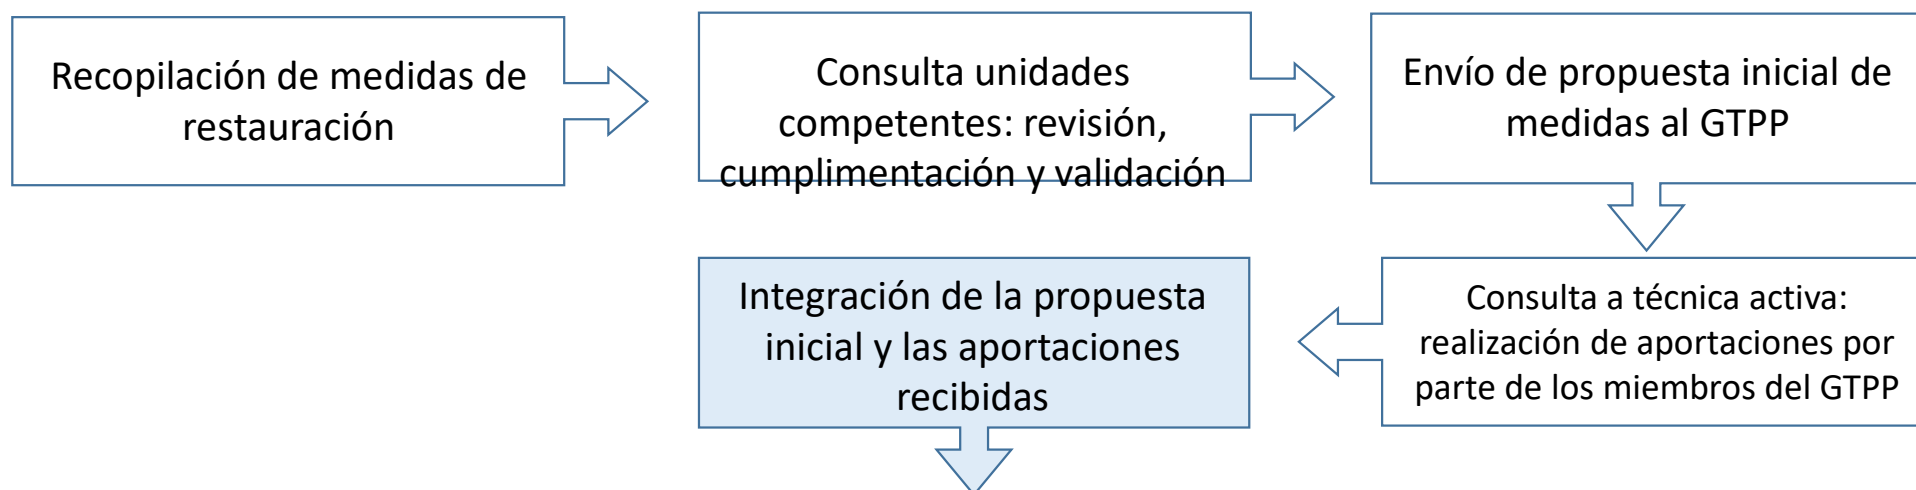 Recopilación de medidas de
restauración
Consulta unidades
competentes: revisión,
cumplimentación y validación
Envío de propuesta inicial de
medidas al GTPP
Consulta a técnica activa:
realización de aportaciones por
parte de los miembros del GTPP
Integración de la propuesta
inicial y las aportaciones
recibidas